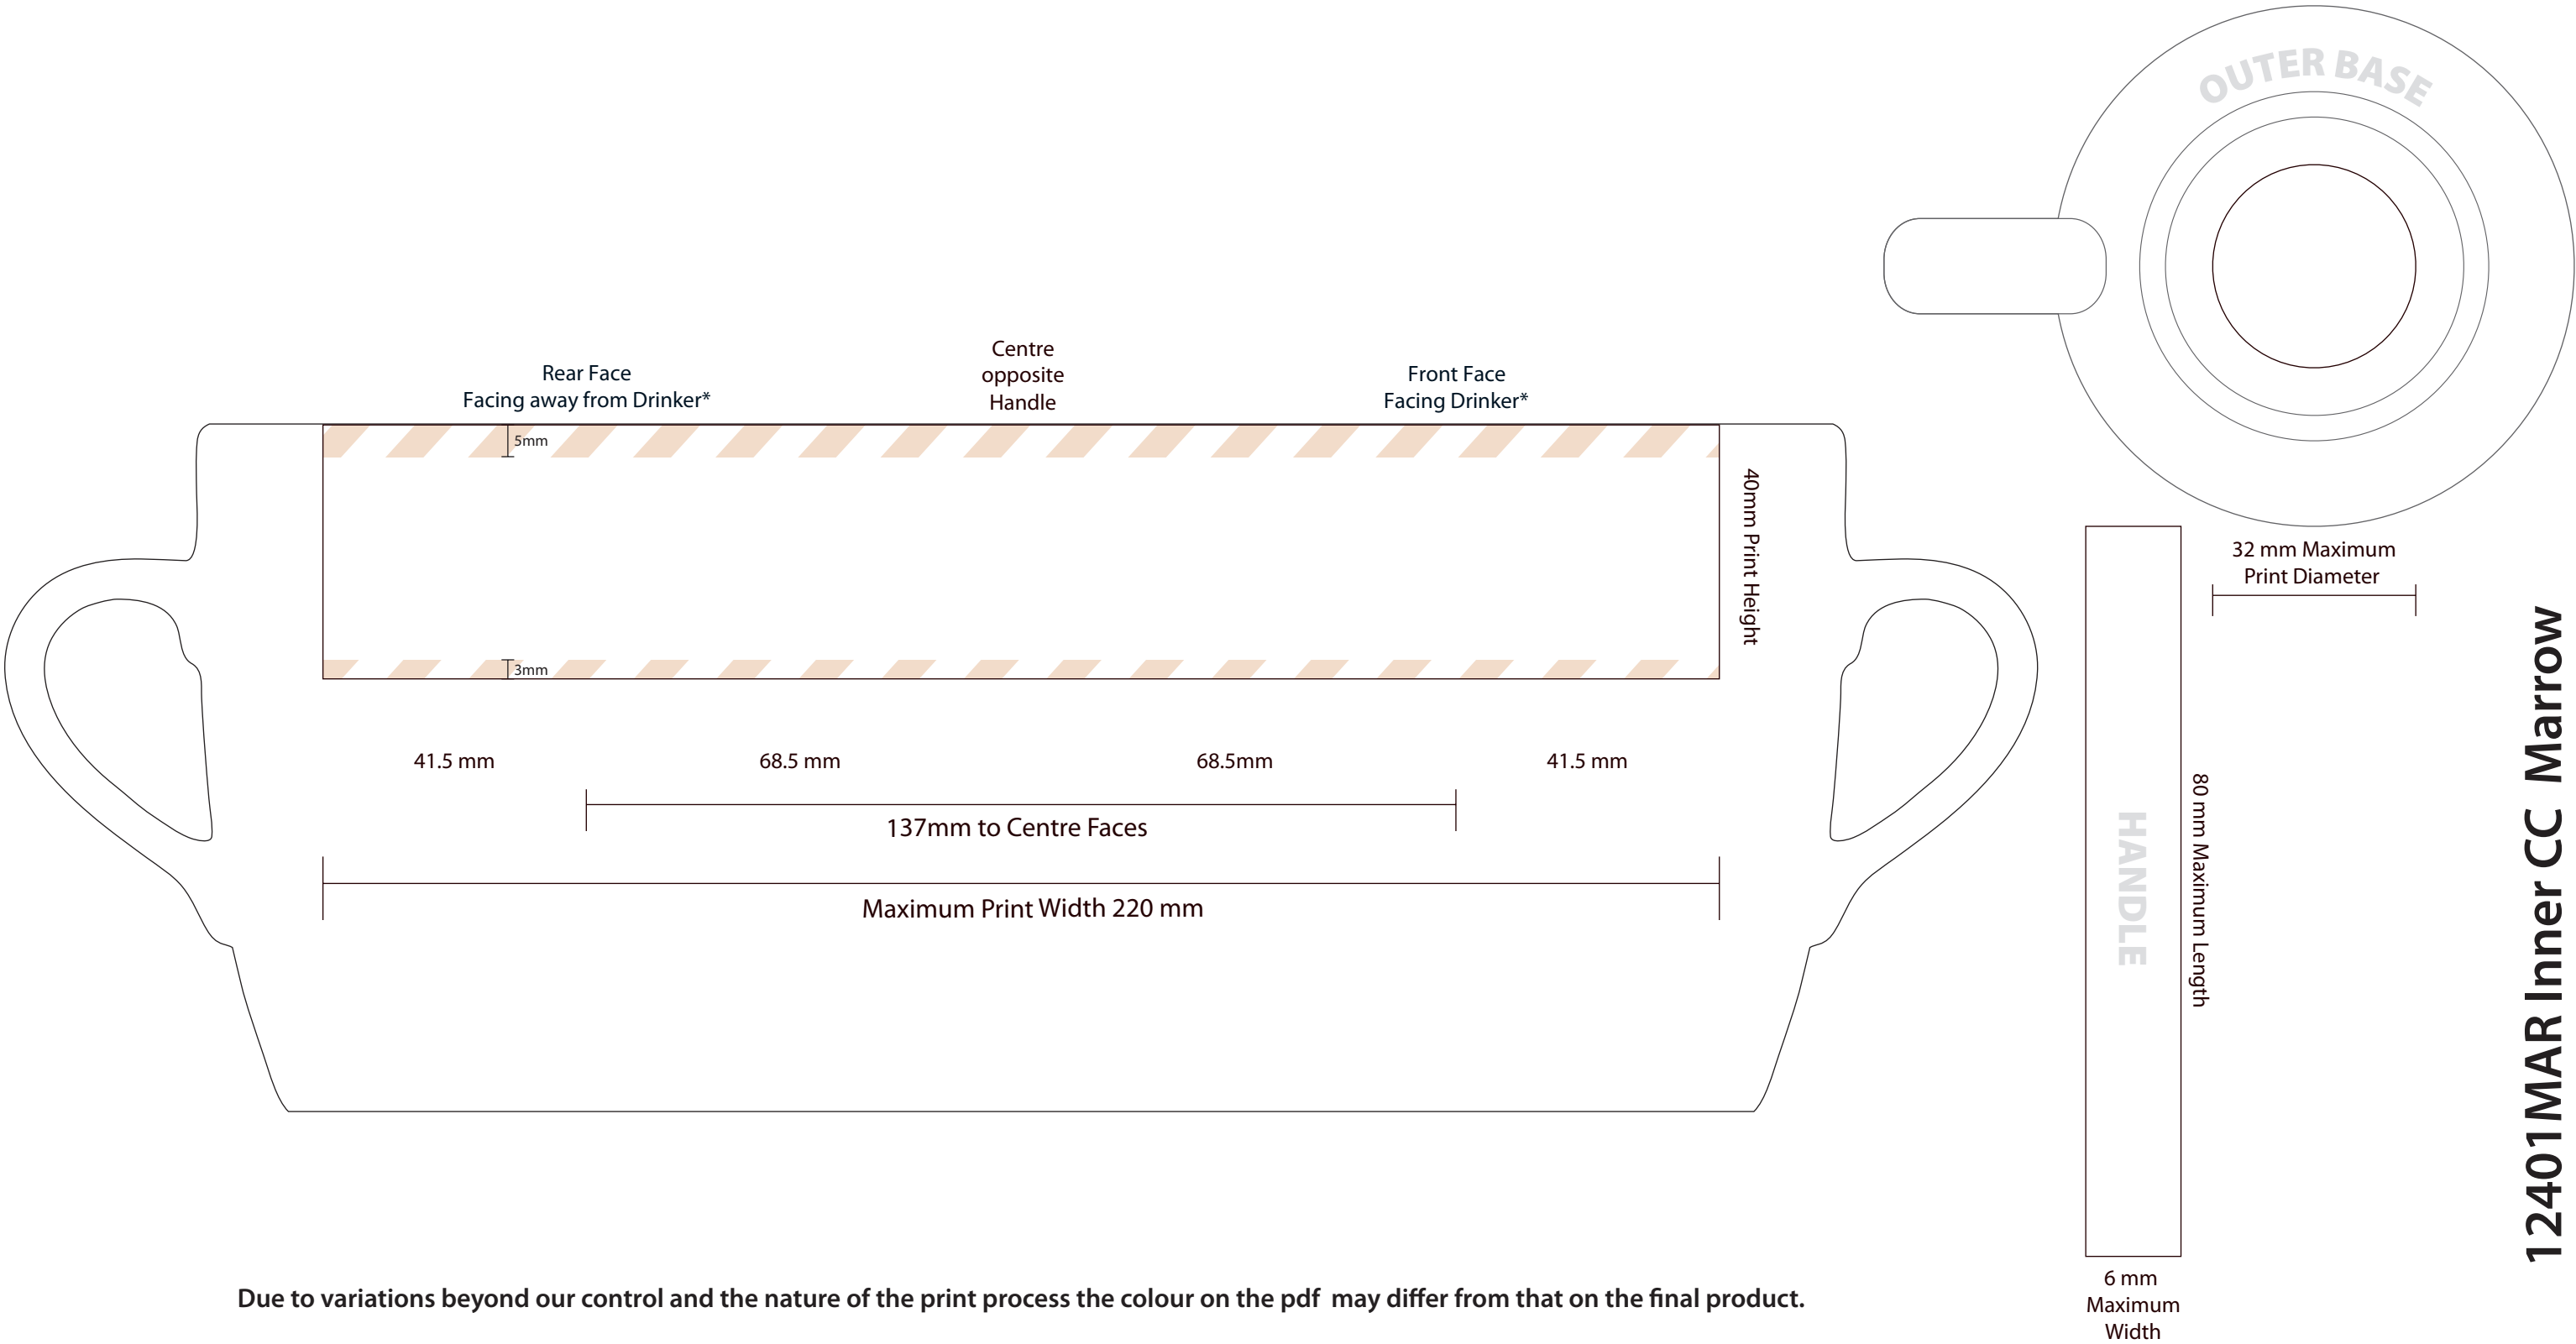 OUTER BASE
Centre
opposite
Handle
Rear Face
Facing away from Drinker*
Front Face
Facing Drinker*
5mm
40mm Print Height
3mm
32 mm Maximum
Print Diameter
41.5 mm
68.5 mm
68.5mm
41.5 mm
137mm to Centre Faces
Maximum Print Width 220 mm
HANDLE
80 mm Maximum Length
6 mm
Maximum
Width
12401MAR Inner CC Marrow
Due to variations beyond our control and the nature of the print process the colour on the pdf may differ from that on the final product.